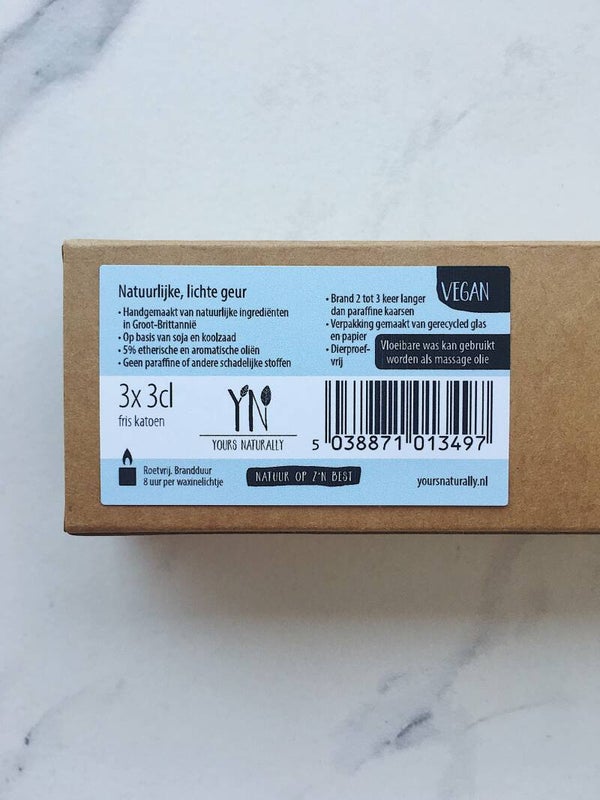 Natuurlijke, lichte geur
• Handgemaakt van natuurlijke ingrediënten
in Groot-Brittannië
• Op basis van soja en koolzaad
• 5% etherische en aromatische oliën
• Geen paraffine of andere schadelijke stoffen
• Brand 2 tot 3 keer langer
dan paraffine kaarsen
• Verpakking gemaakt van gerecycled glas
en papier
• Dierproef-
vrij
VEGAN
Vloeibare was kan gebruikt
worden als massage olie
3x 3cl
fris katoen
YN
YOURS NATURALLY
5 038871 013497
Roetvrij. Brandduur
8 uur per waxinelichtje
NATUUR OP Z'N BEST
yoursnaturally.nl